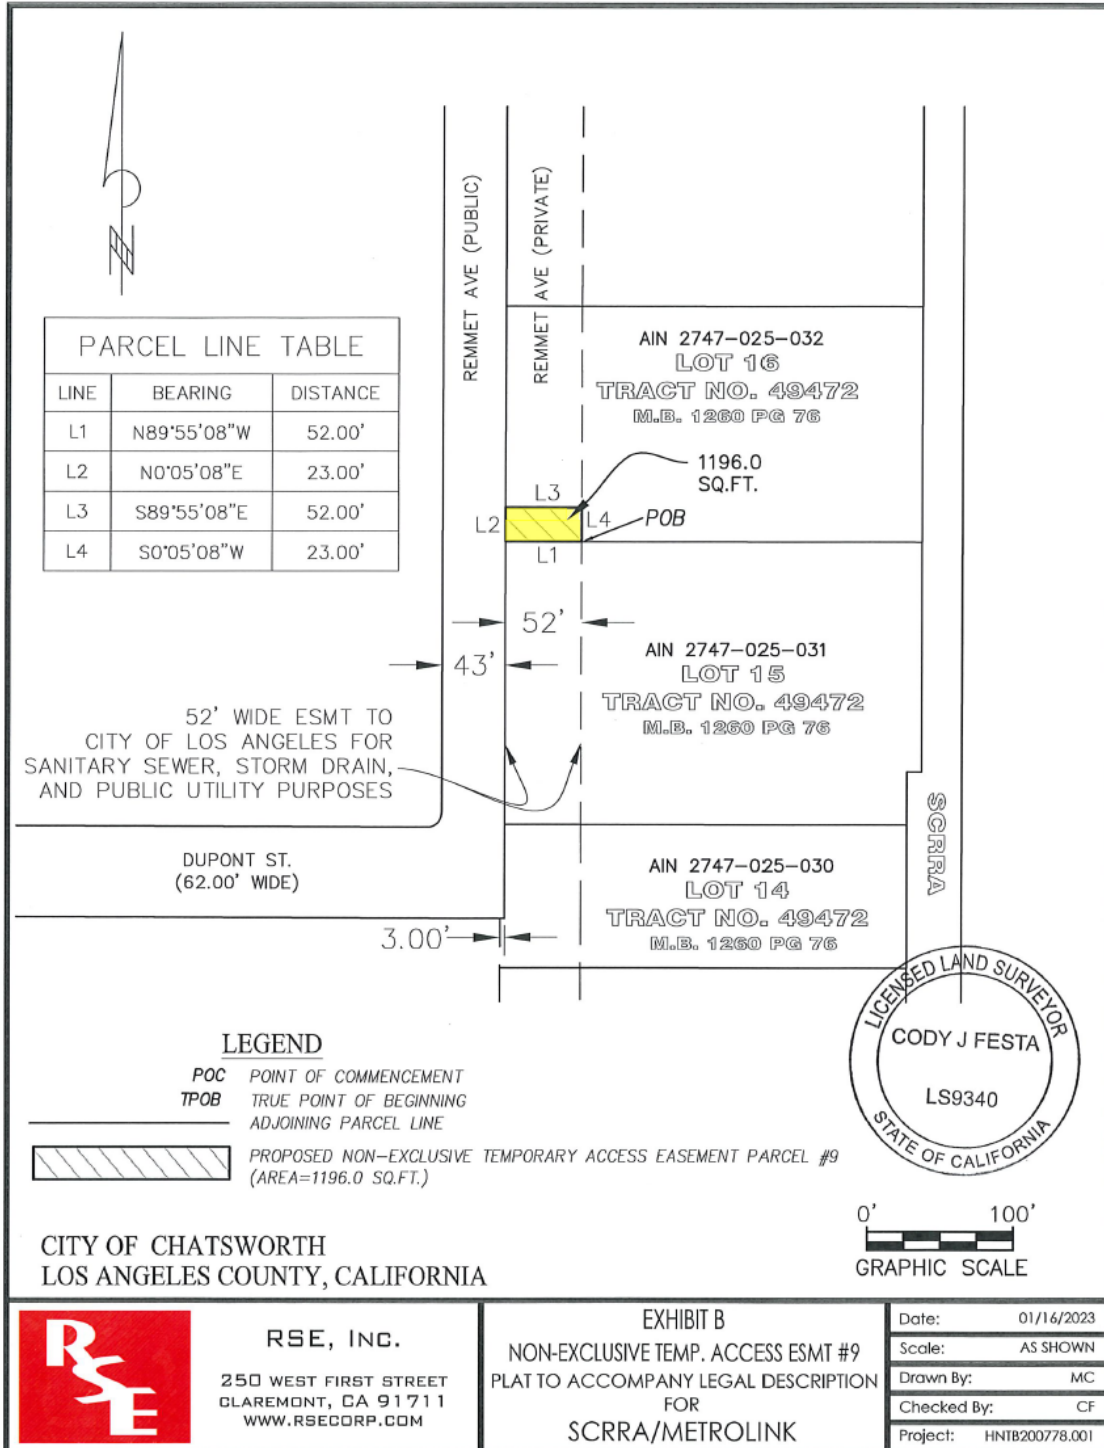 N
REMMET AVE (PUBLIC)
REMMET AVE (PRIVATE)
PARCEL LINE TABLE
LINE BEARING DISTANCE
L1 N89°55'08"W 52.00'
L2 N0°05'08"E 23.00'
L3 S89°55'08"E 52.00'
L4 S0°05'08"W 23.00'
AIN 2747-025-032
LOT 16
TRACT NO. 49472
M.B. 1260 PG 76
1196.0
SQ.FT.
L3
L2
L4
POB
L1
52'
43'
AIN 2747-025-031
LOT 15
TRACT NO. 49472
M.B. 1260 PG 76
52' WIDE ESMT TO
CITY OF LOS ANGELES FOR
SANITARY SEWER, STORM DRAIN,
AND PUBLIC UTILITY PURPOSES
SCRRA
DUPONT ST.
(62.00' WIDE)
AIN 2747-025-030
LOT 14
TRACT NO. 49472
M.B. 1260 PG 76
3.00'
LICENSED LAND SURVEYOR
CODY J FESTA
LS9340
STATE OF CALIFORNIA
LEGEND
POC POINT OF COMMENCEMENT
TPOB TRUE POINT OF BEGINNING
ADJOINING PARCEL LINE
PROPOSED NON-EXCLUSIVE TEMPORARY ACCESS EASEMENT PARCEL #9
(AREA=1196.0 SQ.FT.)
0' 100'
GRAPHIC SCALE
CITY OF CHATSWORTH
LOS ANGELES COUNTY, CALIFORNIA
RSE
RSE, INC.
250 WEST FIRST STREET
CLAREMONT, CA 91711
WWW.RSECORP.COM
EXHIBIT B
NON-EXCLUSIVE TEMP. ACCESS ESMT #9
PLAT TO ACCOMPANY LEGAL DESCRIPTION
FOR
SCRRA/METROLINK
Date: 01/16/2023
Scale: AS SHOWN
Drawn By: MC
Checked By: CF
Project: HNTB200778.001